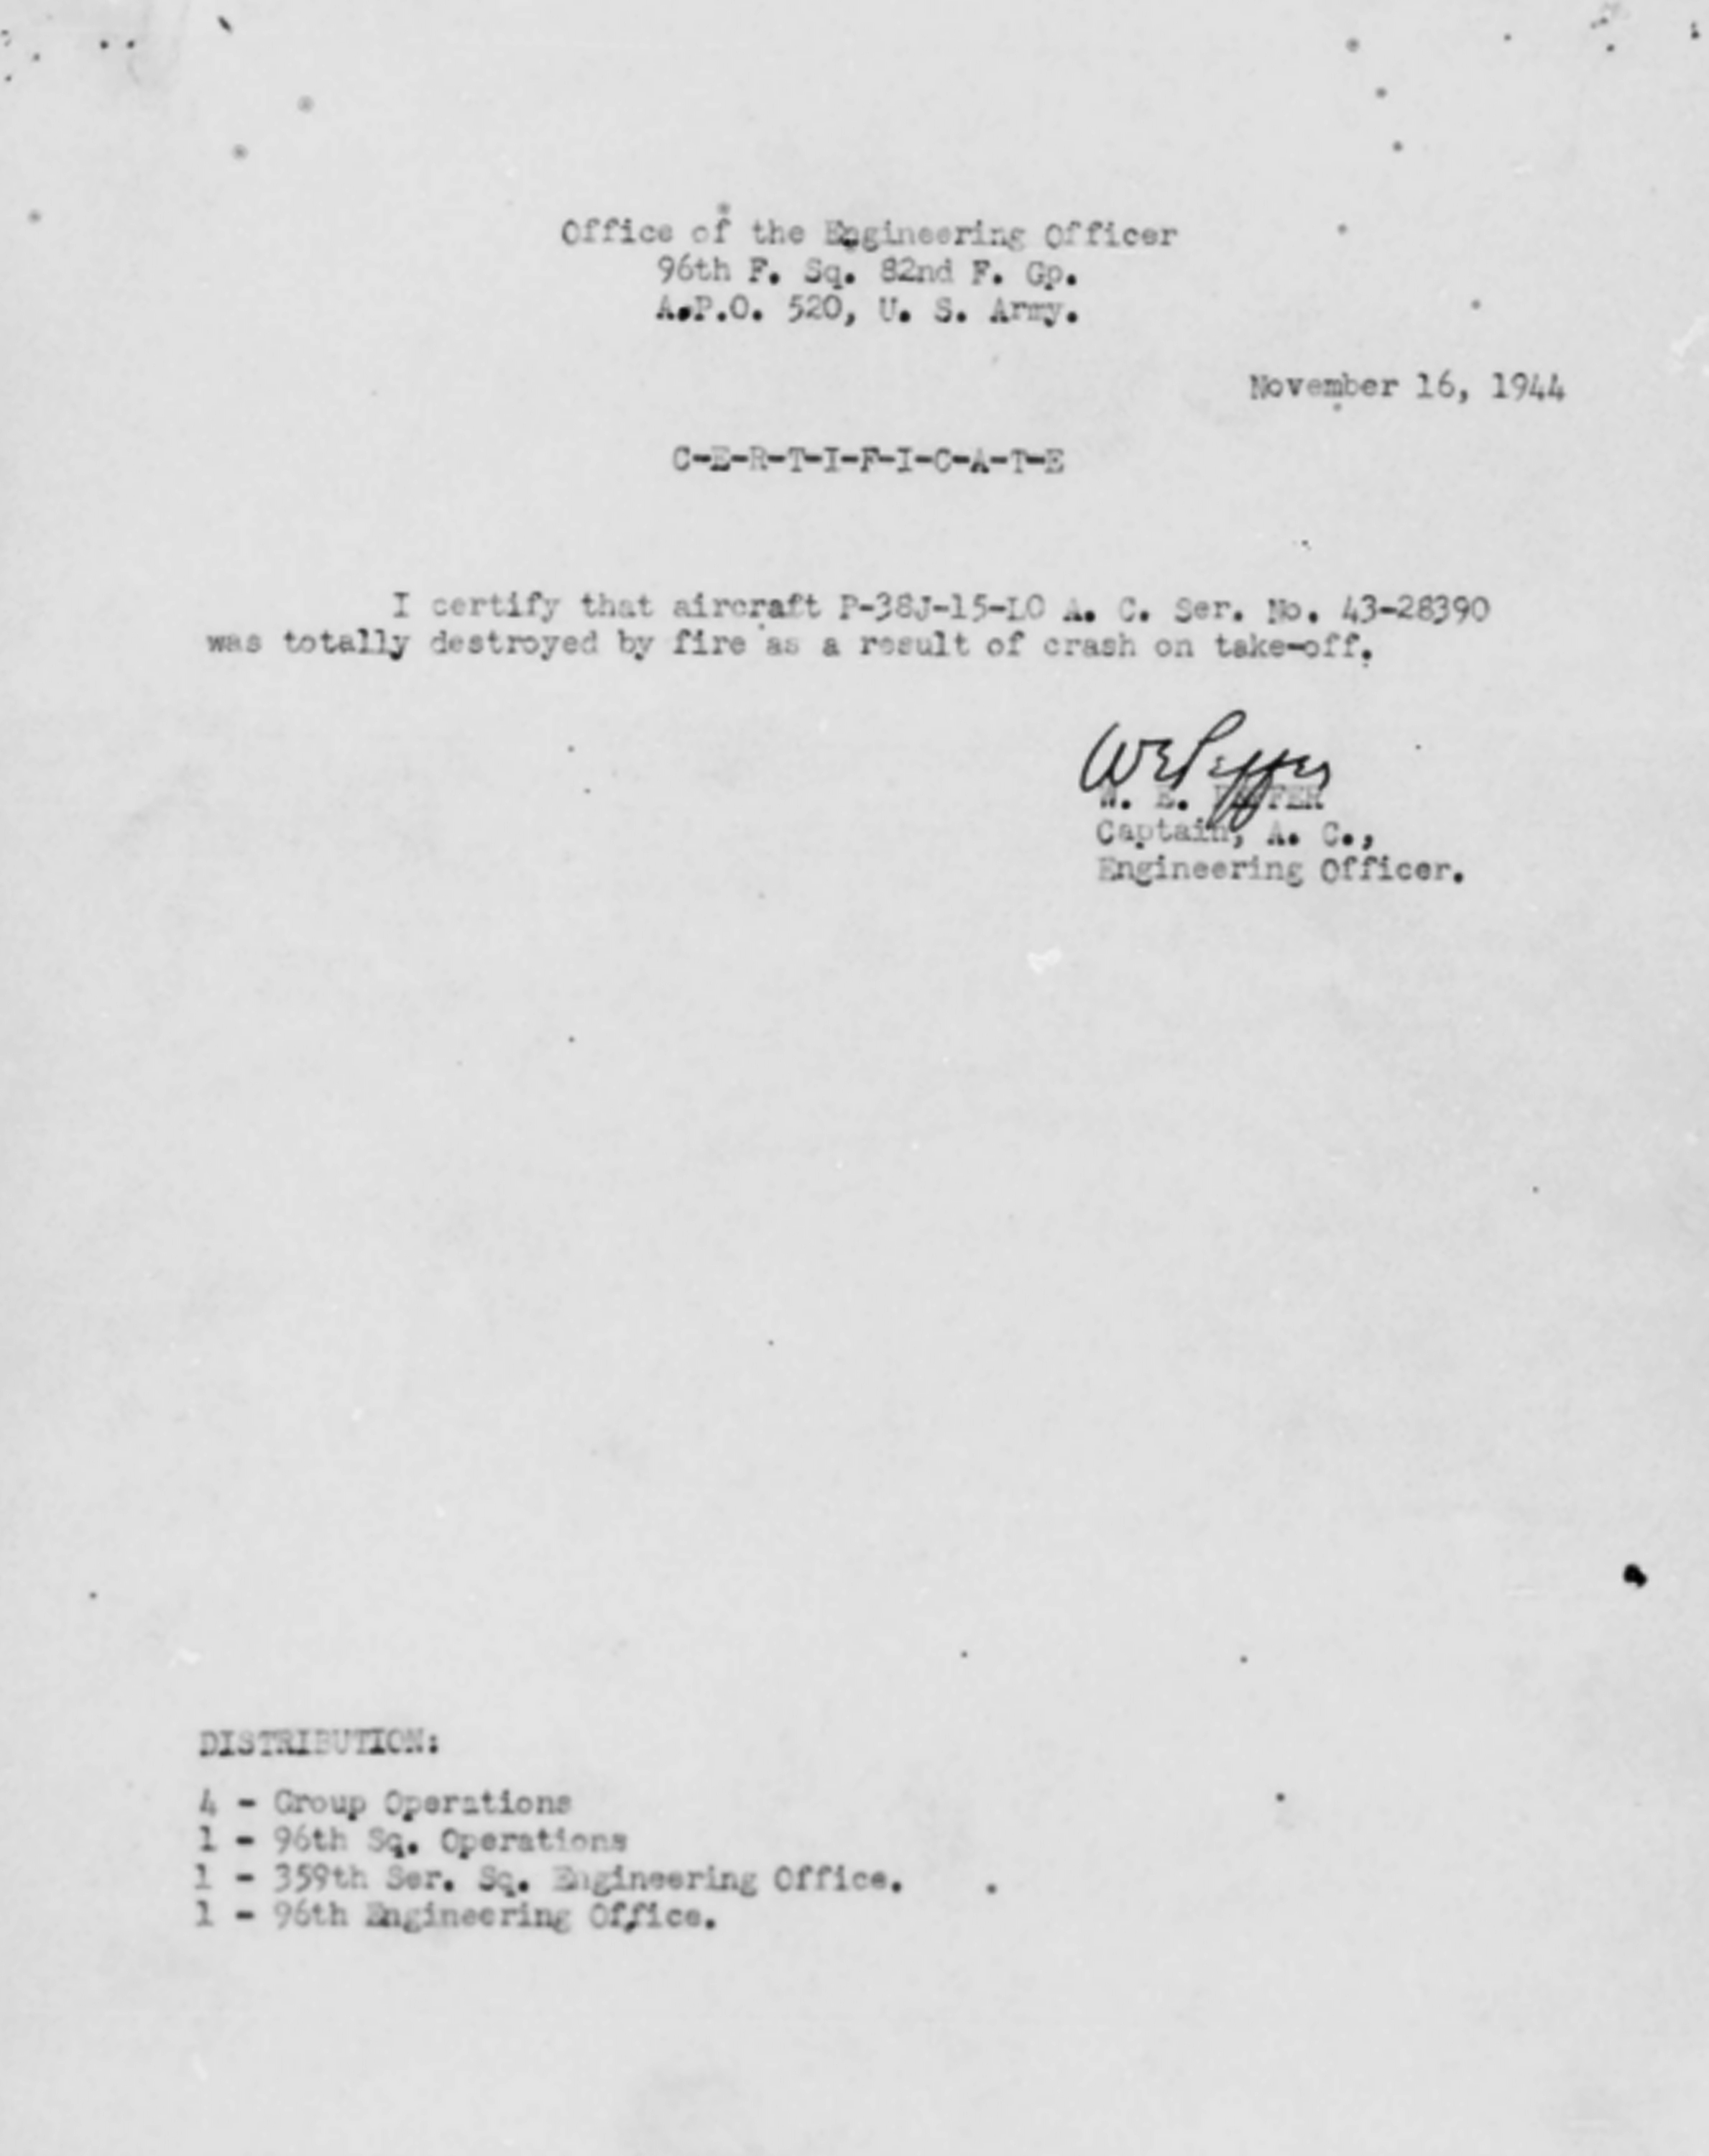 Office of the Engineering Officer
96th F. Sq. 82nd F. Gp.
A.P.O. 520, U. S. Army.
November 16, 1944
C-E-R-T-I-F-I-C-A-T-E
I certify that aircraft P-38J-15-LO A. C. Ser. No. 43-28390
was totally destroyed by fire as a result of crash on take-off.
W E Peffer
W. E. PEFFER
Captain, A. C.,
Engineering Officer.
DISTRIBUTION:
4 - Group Operations
1 - 96th Sq. Operations
1 - 359th Ser. Sq. Engineering Office.
1 - 96th Engineering Office.